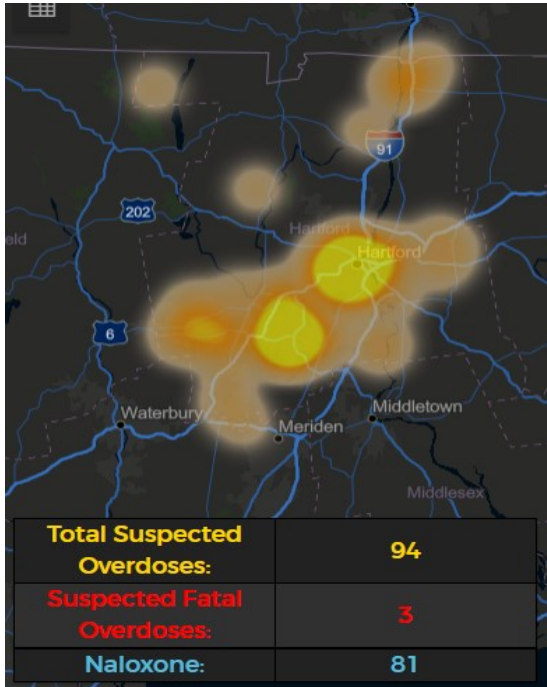 91
202
Hartford
Hartford
eld
6
Waterbury
Middletown
Meriden
Middlesex
Total Suspected
Overdoses:
94
Suspected Fatal
Overdoses:
3
Naloxone:
81